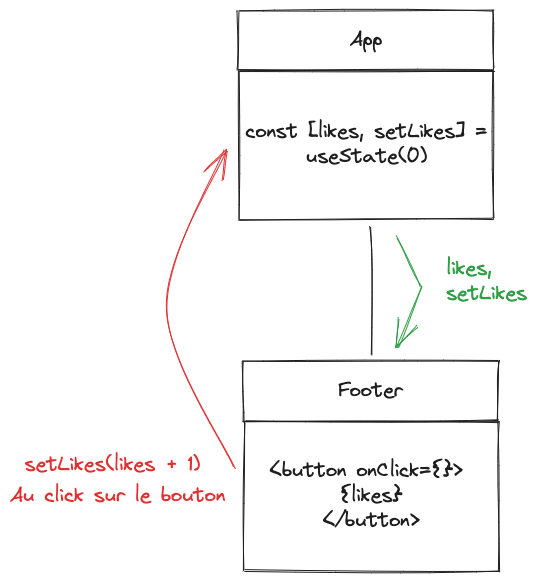 App
const [likes, setLikes] =
useState(0)
likes,
setLikes
Footer
<button onClick={}>
{likes}
</button>
setLikes(likes + 1)
Au click sur le bouton